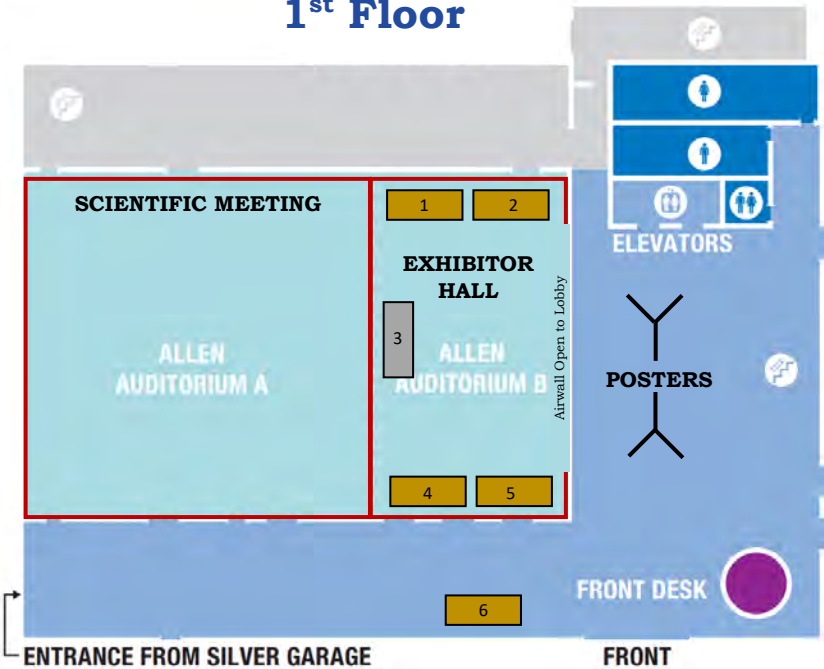 1st Floor
SCIENTIFIC MEETING
1
2
EXHIBITOR
HALL
ELEVATORS
3
Airwall Open to Lobby
ALLEN
AUDITORIUM A
ALLEN
AUDITORIUM B
POSTERS
4
5
6
FRONT DESK
ENTRANCE FROM SILVER GARAGE
FRONT